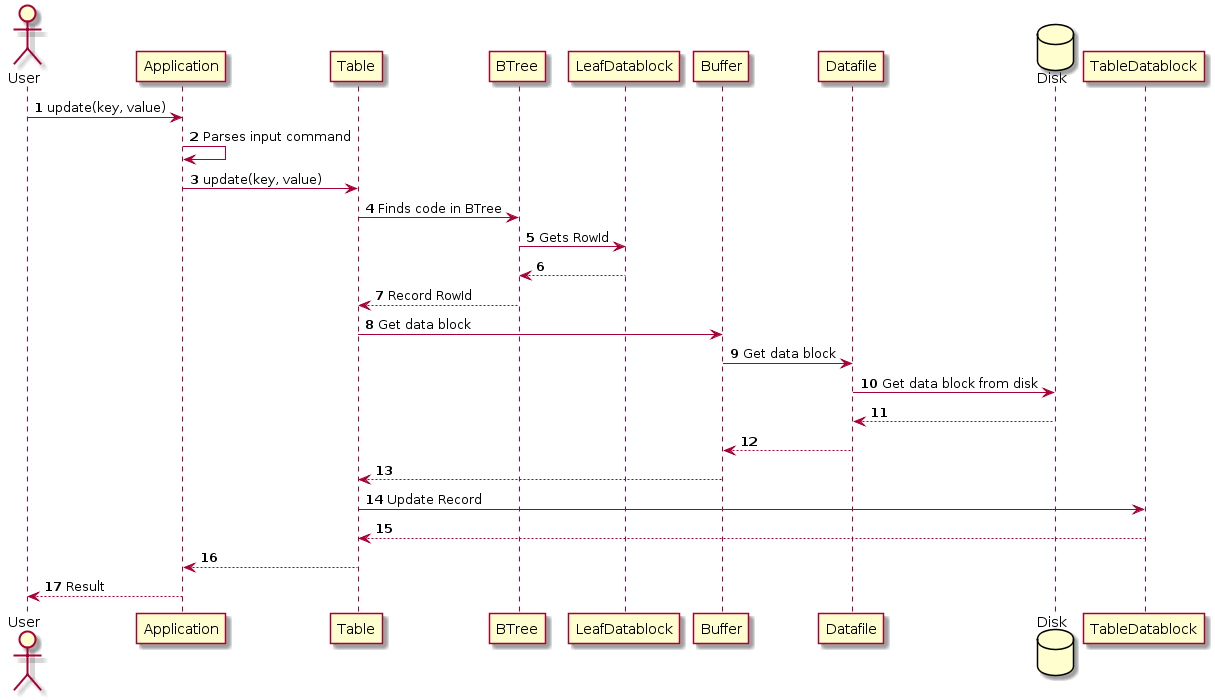 User
Application
Table
BTree
LeafDatablock
Buffer
Datafile
Disk
TableDatablock
1 update(key, value)
2 Parses input command
3 update(key, value)
4 Finds code in BTree
5 Gets RowId
6
7 Record RowId
8 Get data block
9 Get data block
10 Get data block from disk
11
12
13
14 Update Record
15
16
17 Result
User
Application
Table
BTree
LeafDatablock
Buffer
Datafile
Disk
TableDatablock